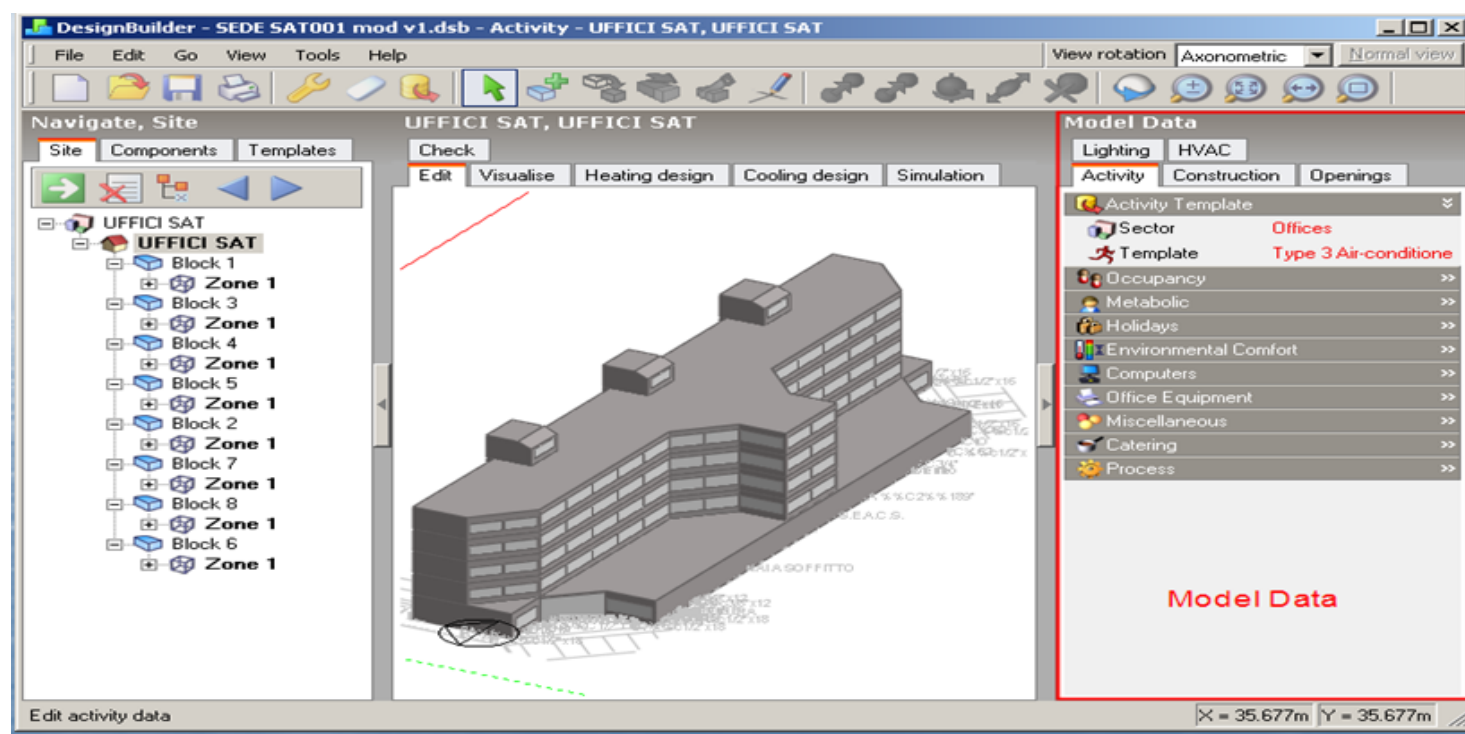 DesignBuilder - SEDE SAT001 mod v1.dsb - Activity - UFFICI SAT, UFFICI SAT
File Edit Go View Tools Help View rotation Axonometric Normal view
Navigate, Site
Site Components Templates
UFFICI SAT
UFFICI SAT
Block 1
Zone 1
Block 3
Zone 1
Block 4
Zone 1
Block 5
Zone 1
Block 2
Zone 1
Block 7
Zone 1
Block 8
Zone 1
Block 6
Zone 1
UFFICI SAT, UFFICI SAT
Check
Edit Visualise Heating design Cooling design Simulation
S.E.A.C.S.
AIA SOFFITTO
Model Data
Lighting HVAC
Activity Construction Openings
Activity Template
Sector Offices
Template Type 3 Air-conditione
Occupancy
Metabolic
Holidays
Environmental Comfort
Computers
Office Equipment
Miscellaneous
Catering
Process
Model Data
Edit activity data X = 35.677m Y = 35.677m